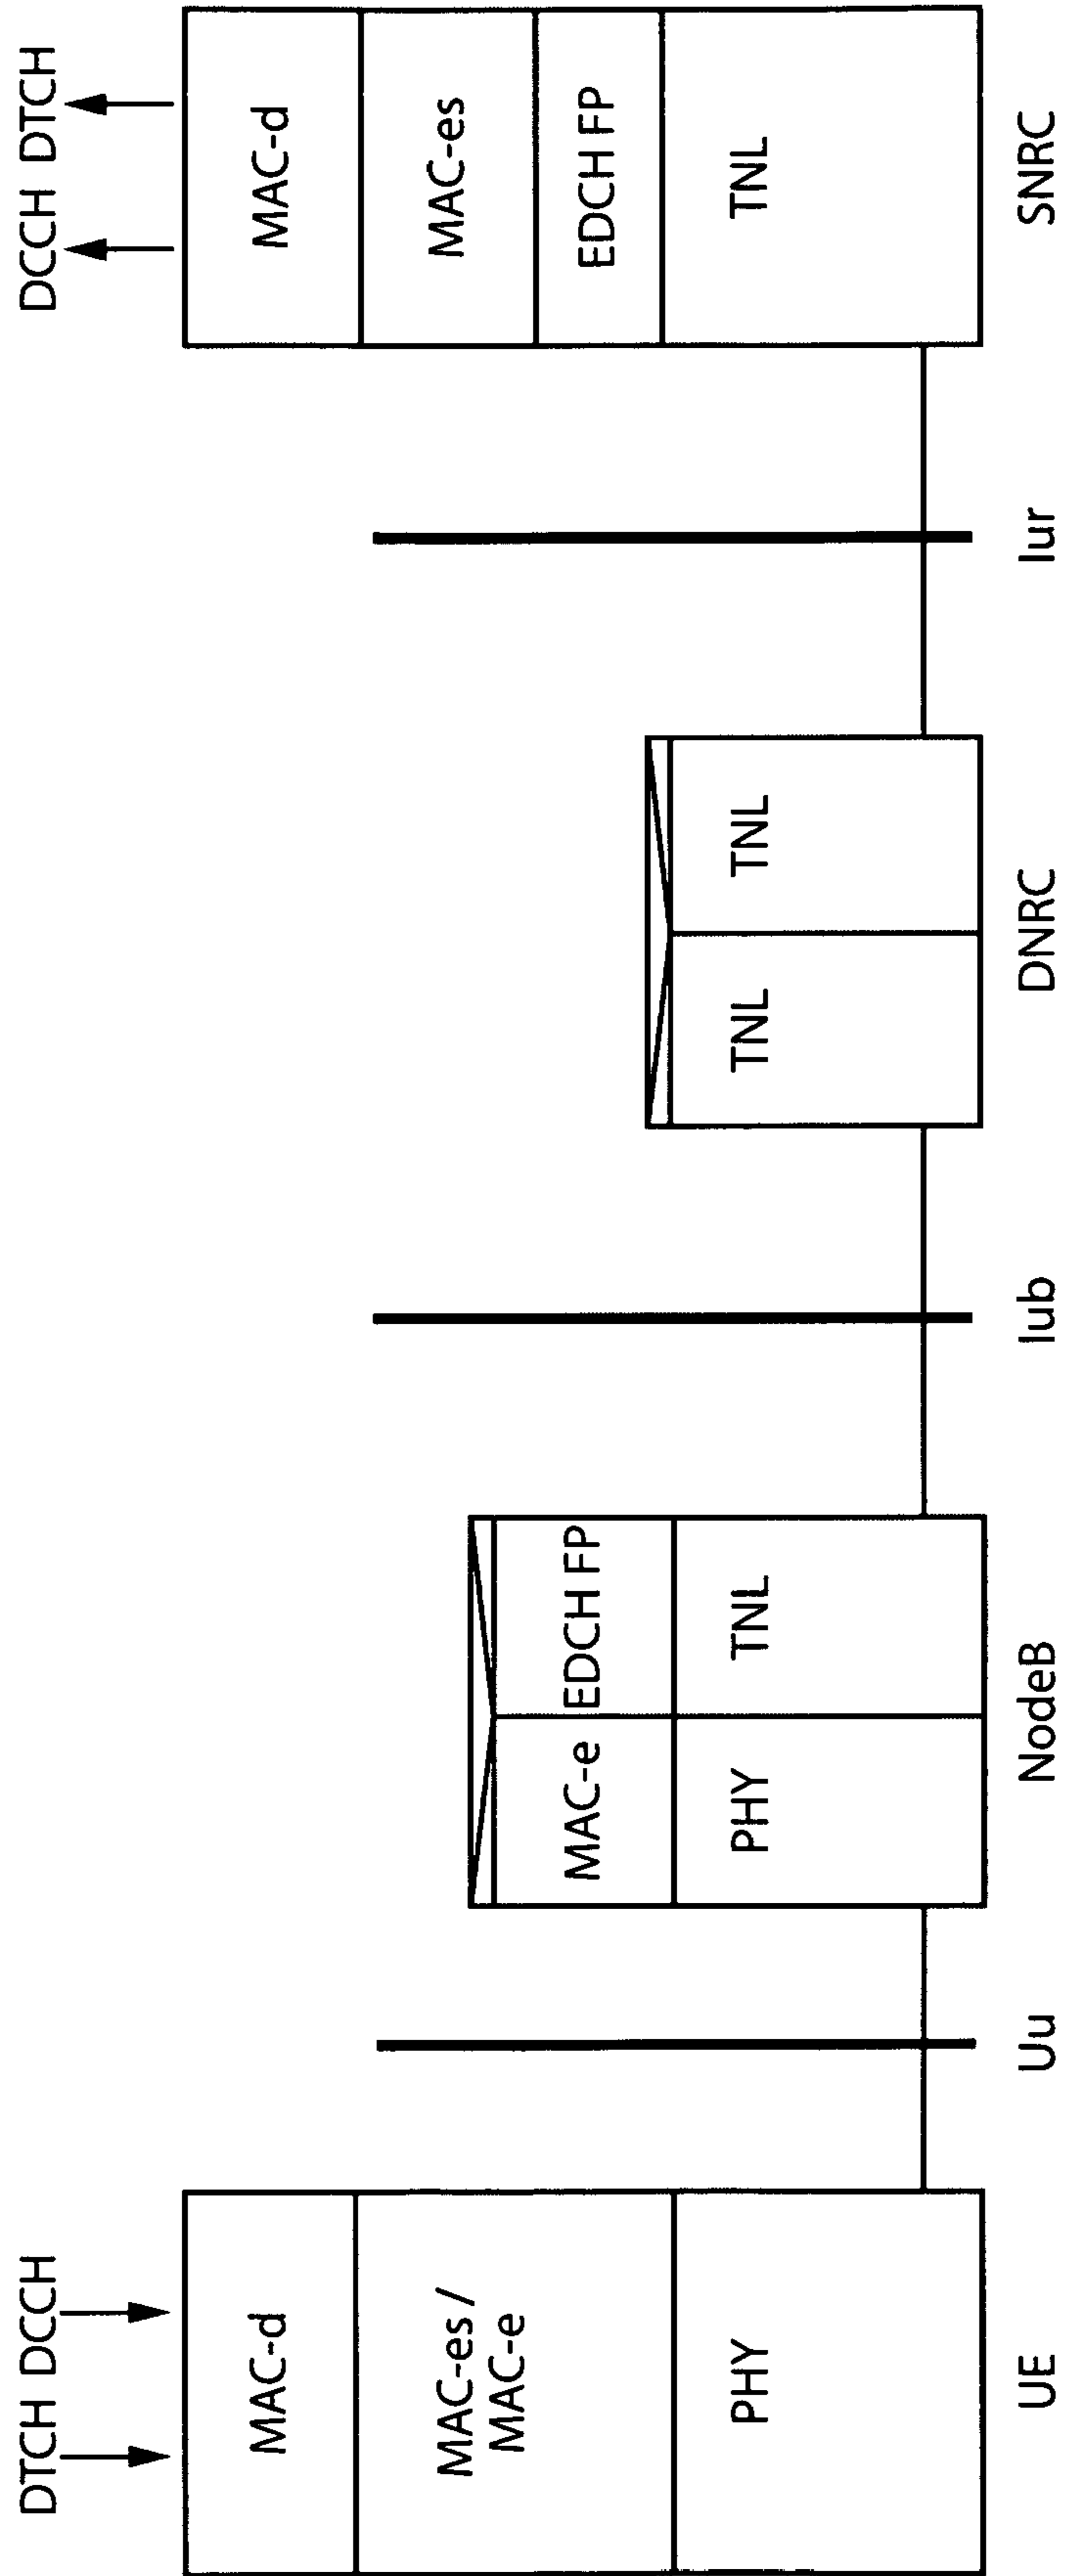 DTCH DCCH
DCCH DTCH
MAC-d
MAC-es /
MAC-e
PHY
MAC-e
EDCH FP
PHY
TNL
TNL
TNL
MAC-d
MAC-es
EDCH FP
TNL
UE
Uu
NodeB
Iub
DNRC
Iur
SNRC